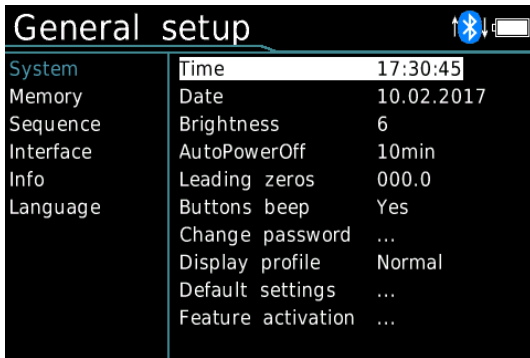 General setup
System
Memory
Sequence
Interface
Info
Language
Time 17:30:45
Date 10.02.2017
Brightness 6
AutoPowerOff 10min
Leading zeros 000.0
Buttons beep Yes
Change password ...
Display profile Normal
Default settings ...
Feature activation ...